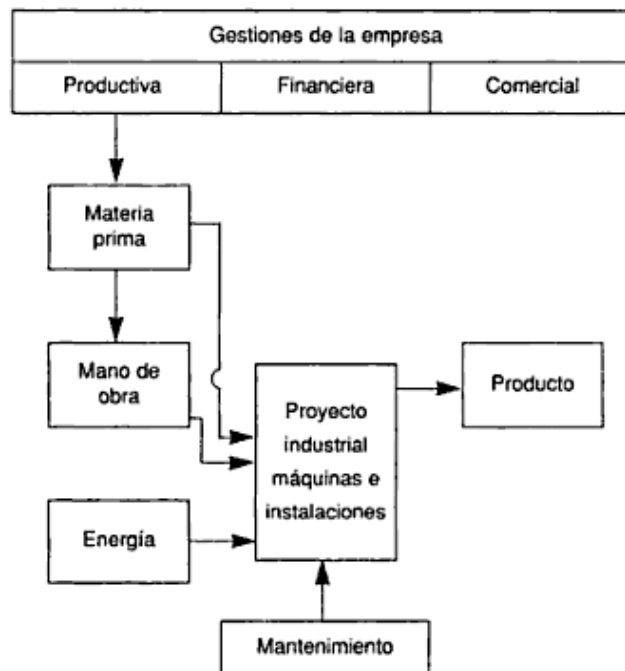 Gestiones de la empresa
Productiva
Financiera
Comercial
Materia
prima
Mano de
obra
Proyecto
industrial
máquinas e
instalaciones
Producto
Energía
Mantenimiento